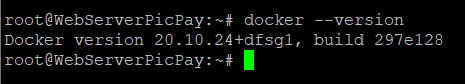 root@WebServerPicPay:~# docker --version
Docker version 20.10.24+dfsg1, build 297e128
root@WebServerPicPay:~#